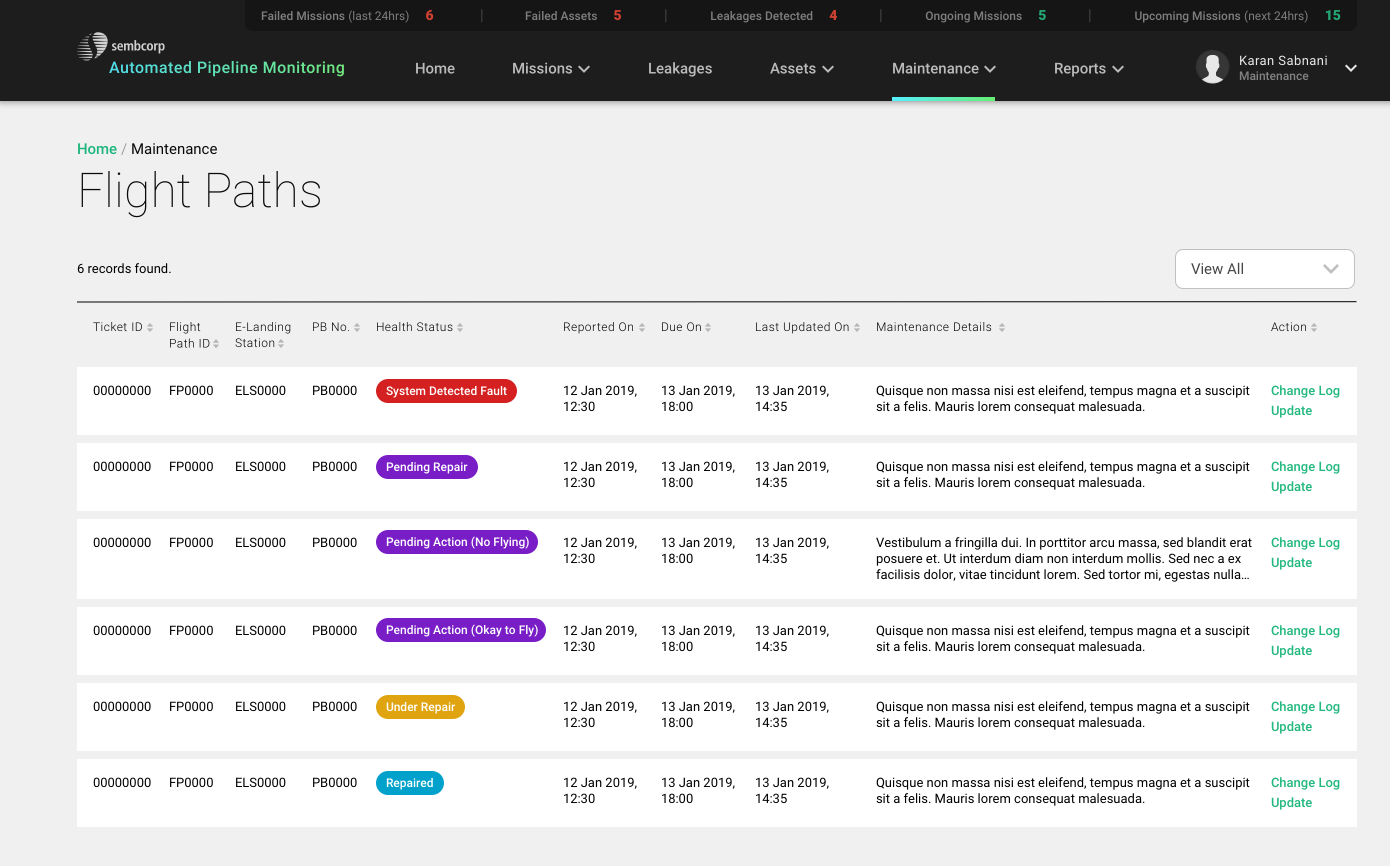 Failed Missions (last 24hrs) 6 | Failed Assets 5 | Leakages Detected 4 | Ongoing Missions 5 | Upcoming Missions (next 24hrs) 15
sembcorp
Automated Pipeline Monitoring
Home Missions Leakages Assets Maintenance Reports
Karan Sabnani
Maintenance
Home / Maintenance
Flight Paths
6 records found.
View All
Ticket ID Flight Path ID E-Landing Station PB No. Health Status Reported On Due On Last Updated On Maintenance Details Action
00000000 FP0000 ELS0000 PB0000 System Detected Fault 12 Jan 2019, 13 Jan 2019, 13 Jan 2019, Quisque non massa nisi est eleifend, tempus magna et a suscipit Change Log
12:30 18:00 14:35 sit a felis. Mauris lorem consequat malesuada. Update
00000000 FP0000 ELS0000 PB0000 Pending Repair 12 Jan 2019, 13 Jan 2019, 13 Jan 2019, Quisque non massa nisi est eleifend, tempus magna et a suscipit Change Log
12:30 18:00 14:35 sit a felis. Mauris lorem consequat malesuada. Update
00000000 FP0000 ELS0000 PB0000 Pending Action (No Flying) 12 Jan 2019, 13 Jan 2019, 13 Jan 2019, Vestibulum a fringilla dui. In porttitor arcu massa, sed blandit erat Change Log
12:30 18:00 14:35 posuere et. Ut interdum diam non interdum mollis. Sed nec a ex Update
facilisis dolor, vitae tincidunt lorem. Sed tortor mi, egestas nulla...
00000000 FP0000 ELS0000 PB0000 Pending Action (Okay to Fly) 12 Jan 2019, 13 Jan 2019, 13 Jan 2019, Quisque non massa nisi est eleifend, tempus magna et a suscipit Change Log
12:30 18:00 14:35 sit a felis. Mauris lorem consequat malesuada. Update
00000000 FP0000 ELS0000 PB0000 Under Repair 12 Jan 2019, 13 Jan 2019, 13 Jan 2019, Quisque non massa nisi est eleifend, tempus magna et a suscipit Change Log
12:30 18:00 14:35 sit a felis. Mauris lorem consequat malesuada. Update
00000000 FP0000 ELS0000 PB0000 Repaired 12 Jan 2019, 13 Jan 2019, 13 Jan 2019, Quisque non massa nisi est eleifend, tempus magna et a suscipit Change Log
12:30 18:00 14:35 sit a felis. Mauris lorem consequat malesuada. Update